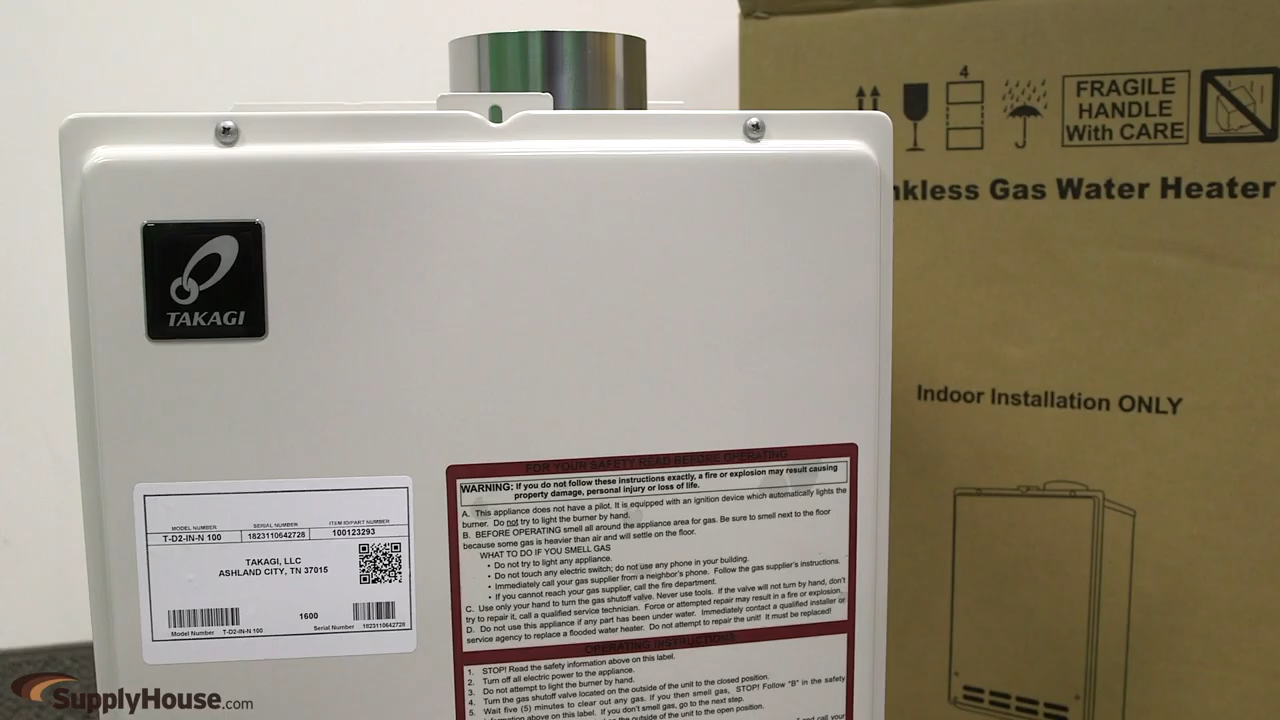 4
FRAGILE
HANDLE
With CARE
nkless Gas Water Heater
Indoor Installation ONLY
TAKAGI
MODEL NUMBER SERIAL NUMBER ITEM ID/PART NUMBER
T-D2-IN-N 100 1823110642728 100123293
TAKAGI, LLC
ASHLAND CITY, TN 37015
1600
Model Number T-D2-IN-N 100 Serial Number 1823110642728
FOR YOUR SAFETY READ BEFORE OPERATING
WARNING: If you do not follow these instructions exactly, a fire or explosion may result causing
property damage, personal injury or loss of life.
A. This appliance does not have a pilot. It is equipped with an ignition device which automatically lights the
burner. Do not try to light the burner by hand.
B. BEFORE OPERATING smell all around the appliance area for gas. Be sure to smell next to the floor
because some gas is heavier than air and will settle on the floor.
WHAT TO DO IF YOU SMELL GAS
• Do not try to light any appliance.
• Do not touch any electric switch; do not use any phone in your building.
• Immediately call your gas supplier from a neighbor's phone. Follow the gas supplier's instructions.
• If you cannot reach your gas supplier, call the fire department.
C. Use only your hand to turn the gas shutoff valve. Never use tools. If the valve will not turn by hand, don't
try to repair it, call a qualified service technician. Force or attempted repair may result in a fire or explosion.
D. Do not use this appliance if any part has been under water. Immediately contact a qualified installer or
service agency to replace a flooded water heater. Do not attempt to repair the unit! It must be replaced!
OPERATING INSTRUCTIONS
1. STOP! Read the safety information above on this label.
2. Turn off all electric power to the appliance.
3. Do not attempt to light the burner by hand.
4. Turn the gas shutoff valve located on the outside of the unit to the closed position.
5. Wait five (5) minutes to clear out any gas. If you then smell gas, STOP! Follow "B" in the safety
information above on this label. If you don't smell gas, go to the next step.
on the outside of the unit to the open position.
and call your
SupplyHouse.com